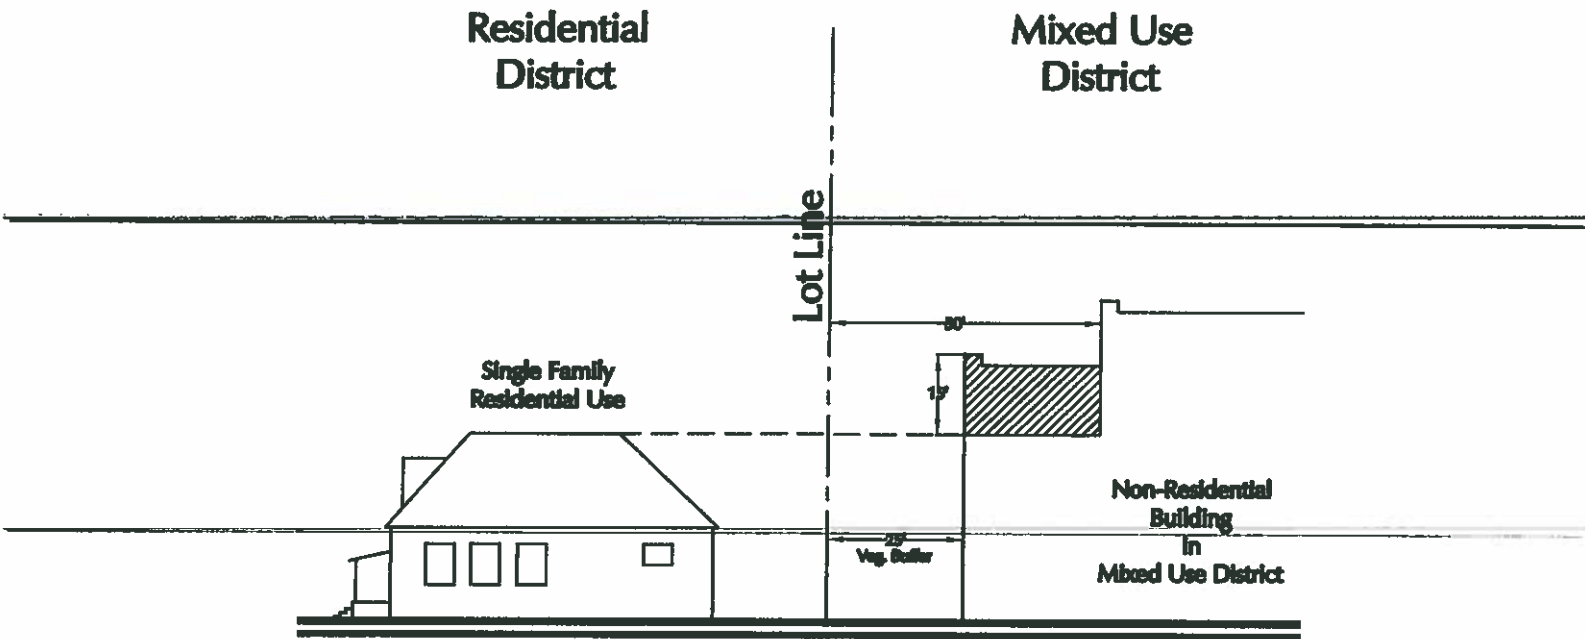 Residential
District
Mixed Use
District
Lot Line
50'
Single Family
Residential Use
15'
Non-Residential
Building
in
Mixed Use District
25'
Veg. Buffer